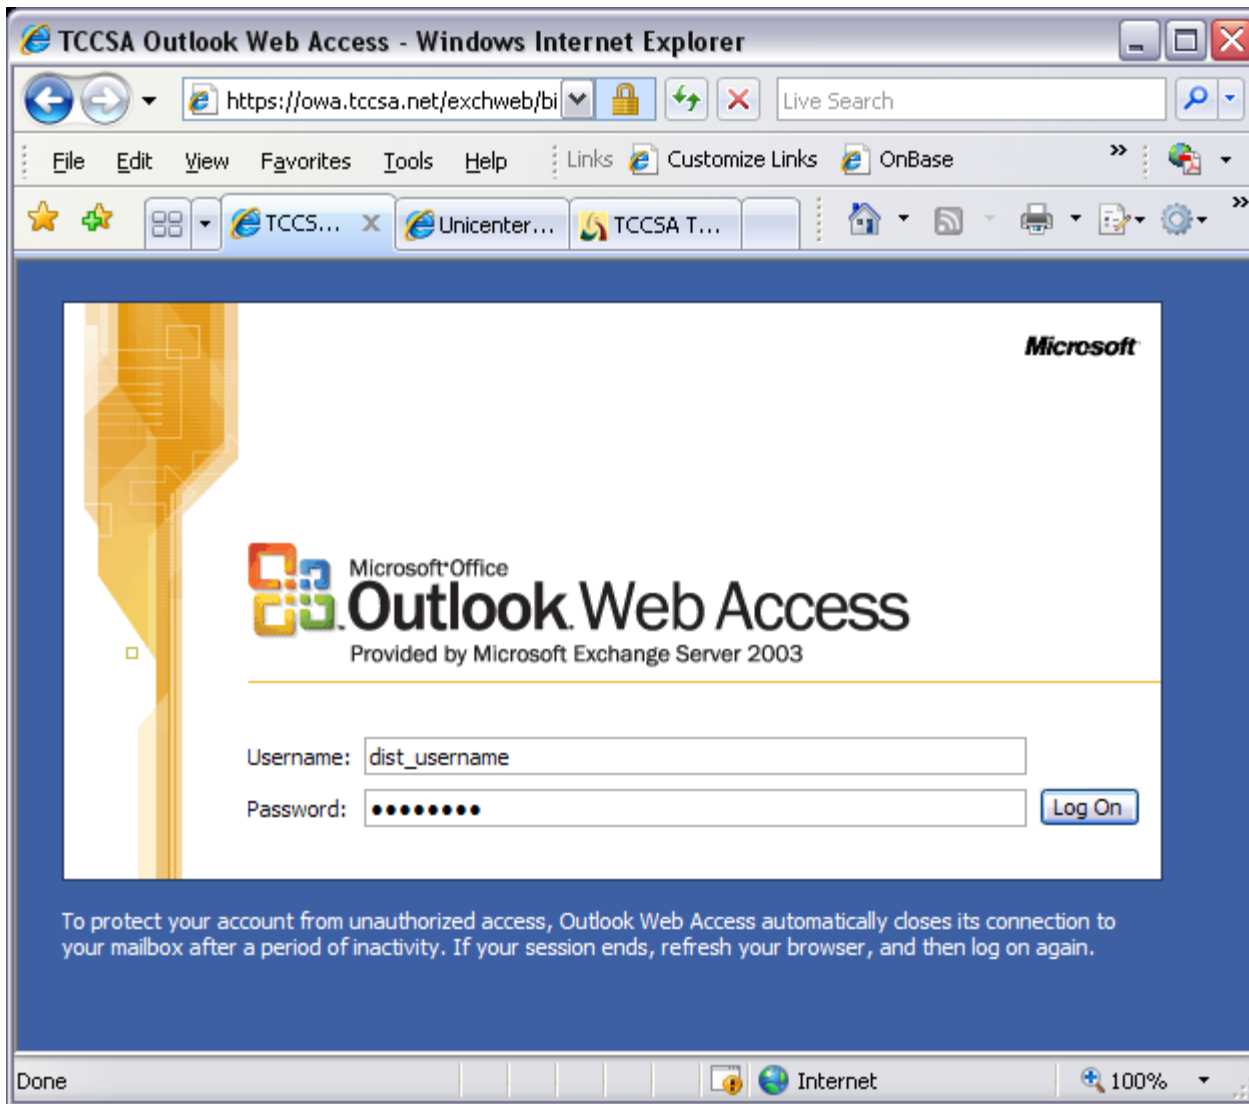 TCCSA Outlook Web Access - Windows Internet Explorer
https://owa.tccsa.net/exchweb/bi
Live Search
File Edit View Favorites Tools Help Links Customize Links OnBase »
TCCS... Unicenter... TCCSA T... »
Microsoft
Microsoft Office
Outlook Web Access
Provided by Microsoft Exchange Server 2003
Username: dist_username
Password: ●●●●●●●●
Log On
To protect your account from unauthorized access, Outlook Web Access automatically closes its connection to
your mailbox after a period of inactivity. If your session ends, refresh your browser, and then log on again.
Done Internet 100%